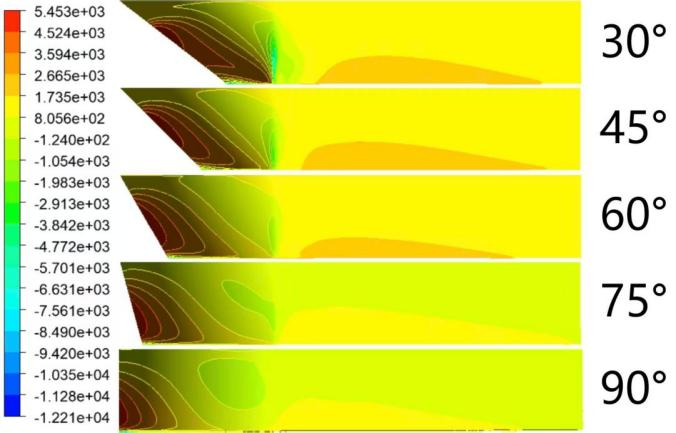 5.453e+03
4.524e+03
3.594e+03
2.665e+03
1.735e+03
8.056e+02
-1.240e+02
-1.054e+03
-1.983e+03
-2.913e+03
-3.842e+03
-4.772e+03
-5.701e+03
-6.631e+03
-7.561e+03
-8.490e+03
-9.420e+03
-1.035e+04
-1.128e+04
-1.221e+04
30°
45°
60°
75°
90°